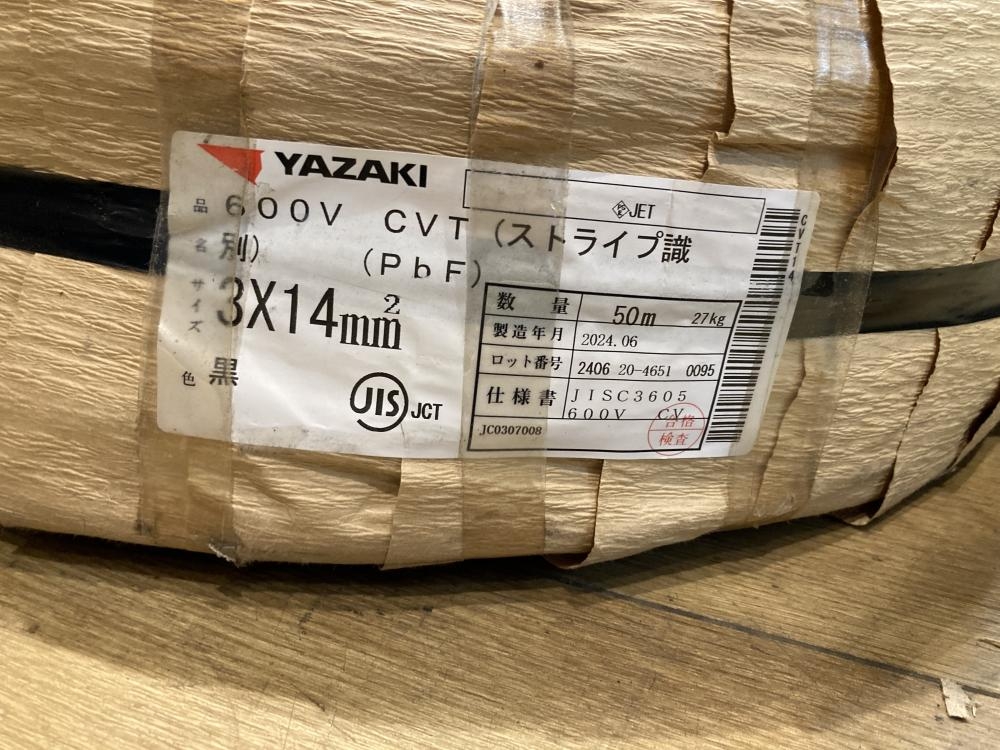 YAZAKI
PSE JET
品名 600V CVT (ストライプ識
別) (PbF)
サイズ 3X14mm²
色 黒
JIS JCT
数量 50m 27kg
製造年月 2024.06
ロット番号 2406 20-4651 0095
仕様書 JISC3605
600V CV
JC0307008
合格
検査
CVT14